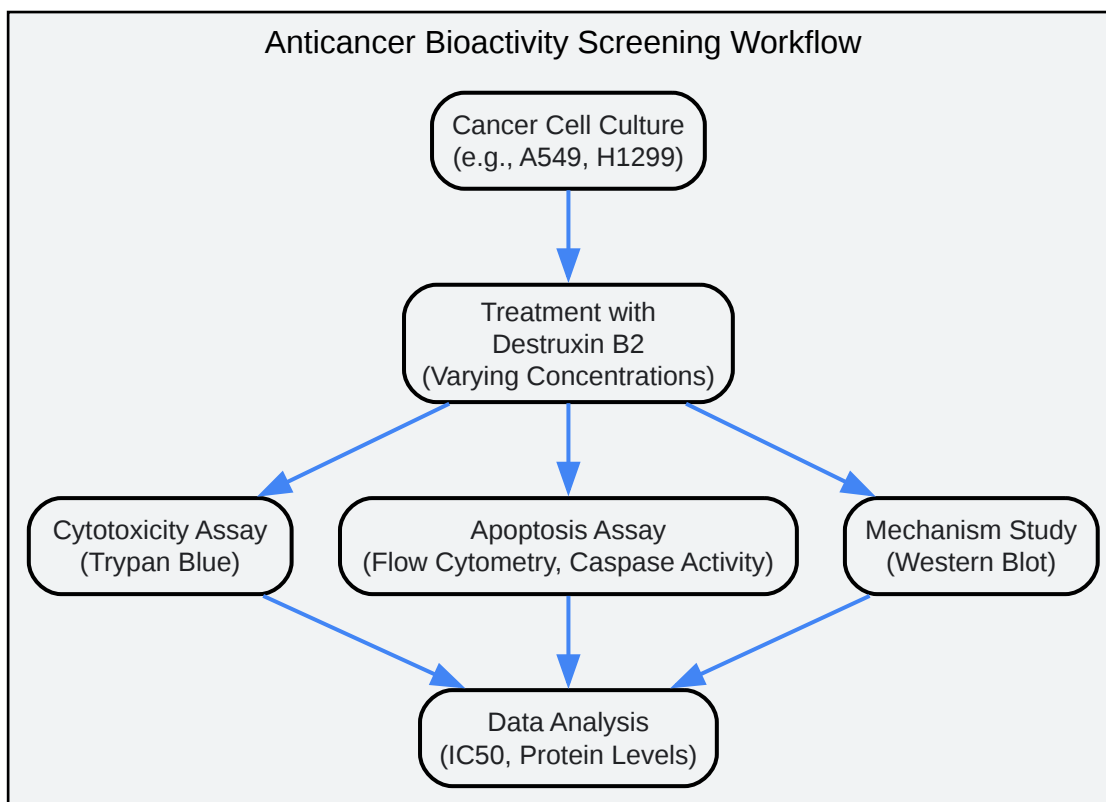 Anticancer Bioactivity Screening Workflow
Cancer Cell Culture
(e.g., A549, H1299)
Treatment with
Destruxin B2
(Varying Concentrations)
Cytotoxicity Assay
(Trypan Blue)
Apoptosis Assay
(Flow Cytometry, Caspase Activity)
Mechanism Study
(Western Blot)
Data Analysis
(IC50, Protein Levels)